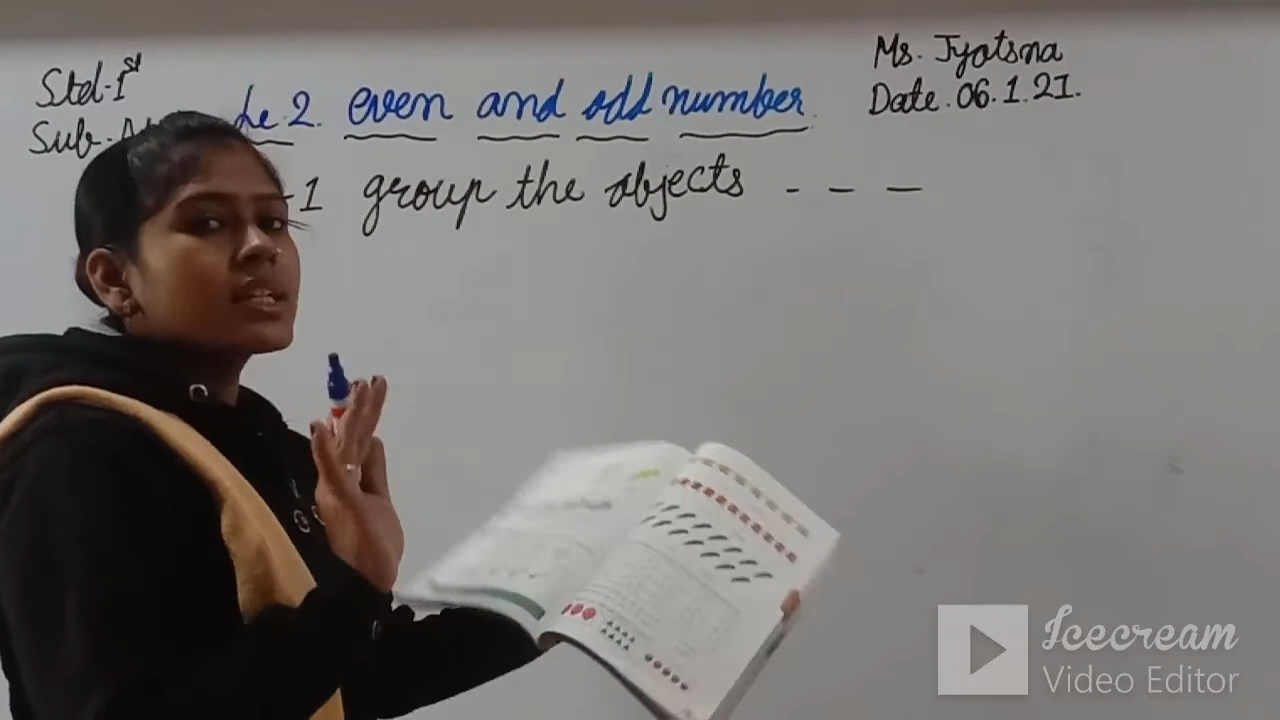 Std-1st
Sub-
Le.2. even and odd number
Ms. Jyotsna
Date.06.1.21.
-1 group the objects - - -
Icecream
Video Editor